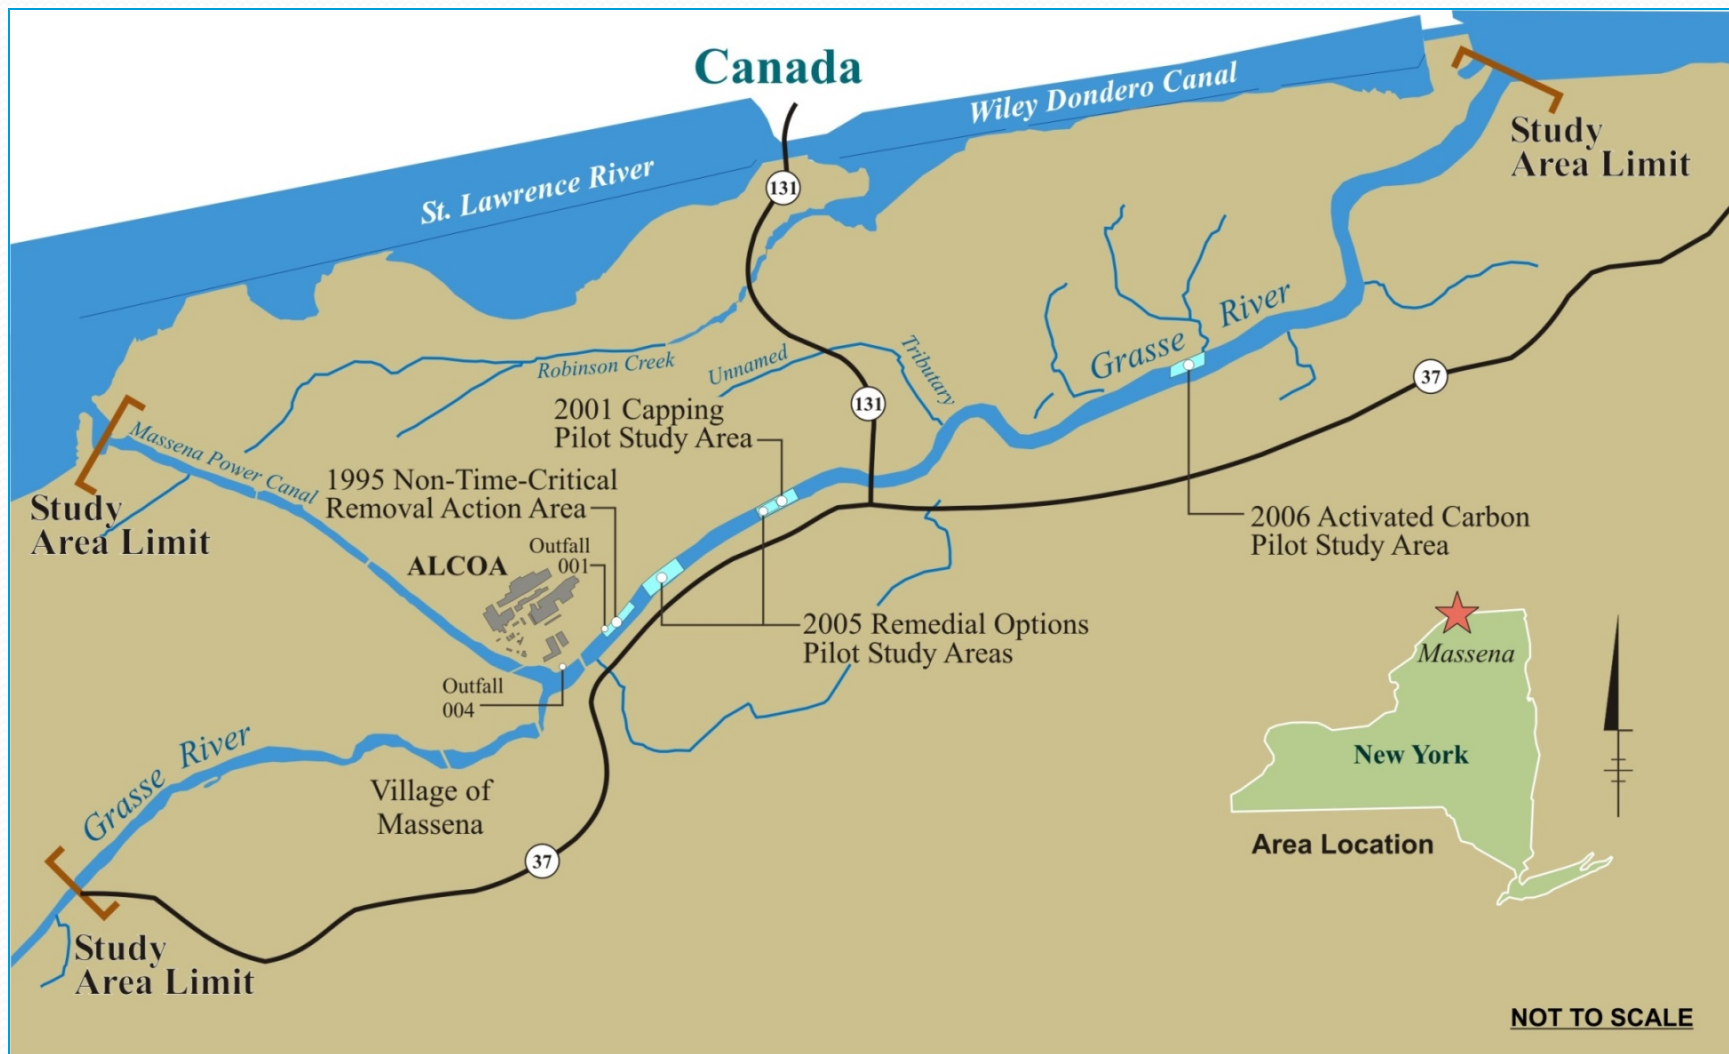 Canada
Wiley Dondero Canal
St. Lawrence River
Study
Area Limit
131
Grasse River
Robinson Creek
Unnamed
Tributary
131
37
2001 Capping
Pilot Study Area
Massena Power Canal
1995 Non-Time-Critical
Removal Action Area
Study
Area Limit
ALCOA
Outfall
001
2006 Activated Carbon
Pilot Study Area
2005 Remedial Options
Pilot Study Areas
Outfall
004
Grasse River
Village of
Massena
37
Study
Area Limit
Massena
New York
Area Location
NOT TO SCALE